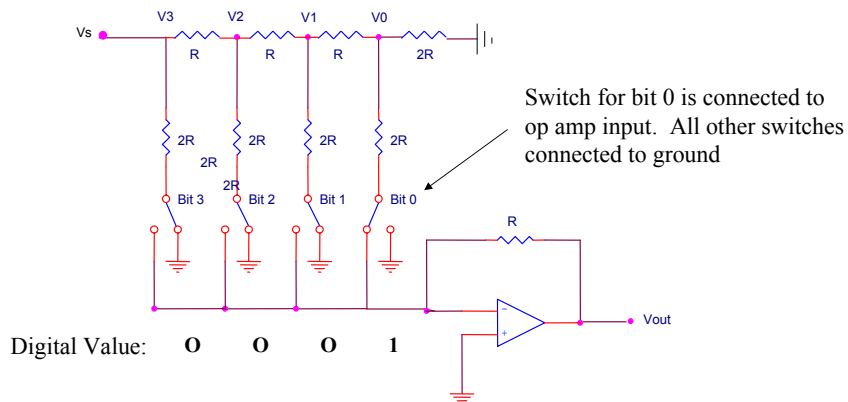 V3 V2 V1 V0
Vs
R R R 2R
Switch for bit 0 is connected to
op amp input. All other switches
connected to ground
2R 2R 2R 2R
2R
2R
Bit 3 Bit 2 Bit 1 Bit 0
R
Vout
Digital Value: O O O 1